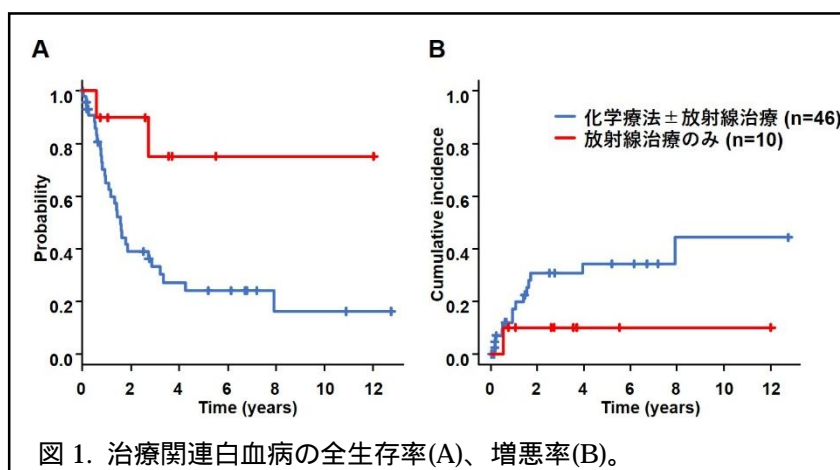 A
B
Probability
1.0
0.8
0.6
0.4
0.2
0.0
0 2 4 6 8 10 12
Time (years)
Cumulative incidence
1.0
0.8
0.6
0.4
0.2
0.0
0 2 4 6 8 10 12
Time (years)
化学療法±放射線治療 (n=46)
放射線治療のみ (n=10)
図 1. 治療関連白血病の全生存率(A)、増悪率(B)。